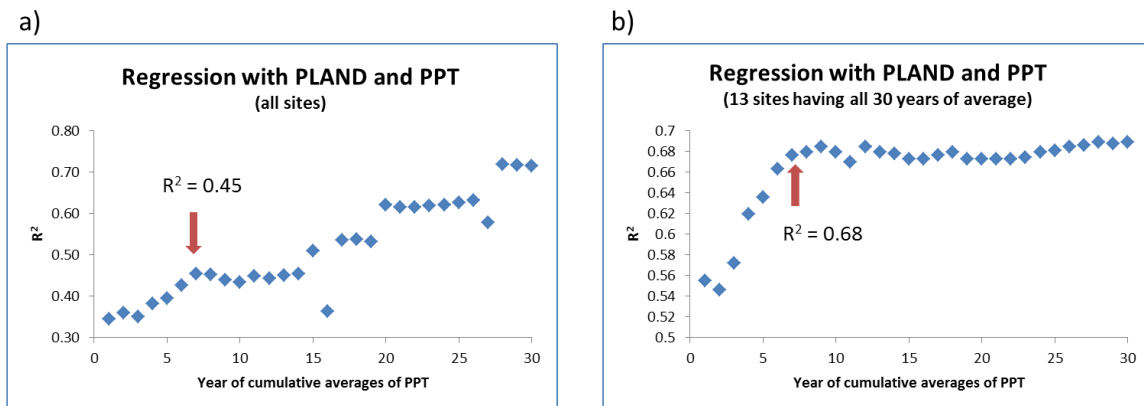 a)
Regression with PLAND and PPT
(all sites)
0.80
0.70
0.60
0.50
0.40
0.30
R²
R² = 0.45
0 5 10 15 20 25 30
Year of cumulative averages of PPT
b)
Regression with PLAND and PPT
(13 sites having all 30 years of average)
0.7
0.68
0.66
0.64
0.62
0.6
0.58
0.56
0.54
0.52
0.5
R²
R² = 0.68
0 5 10 15 20 25 30
Year of cumulative averages of PPT